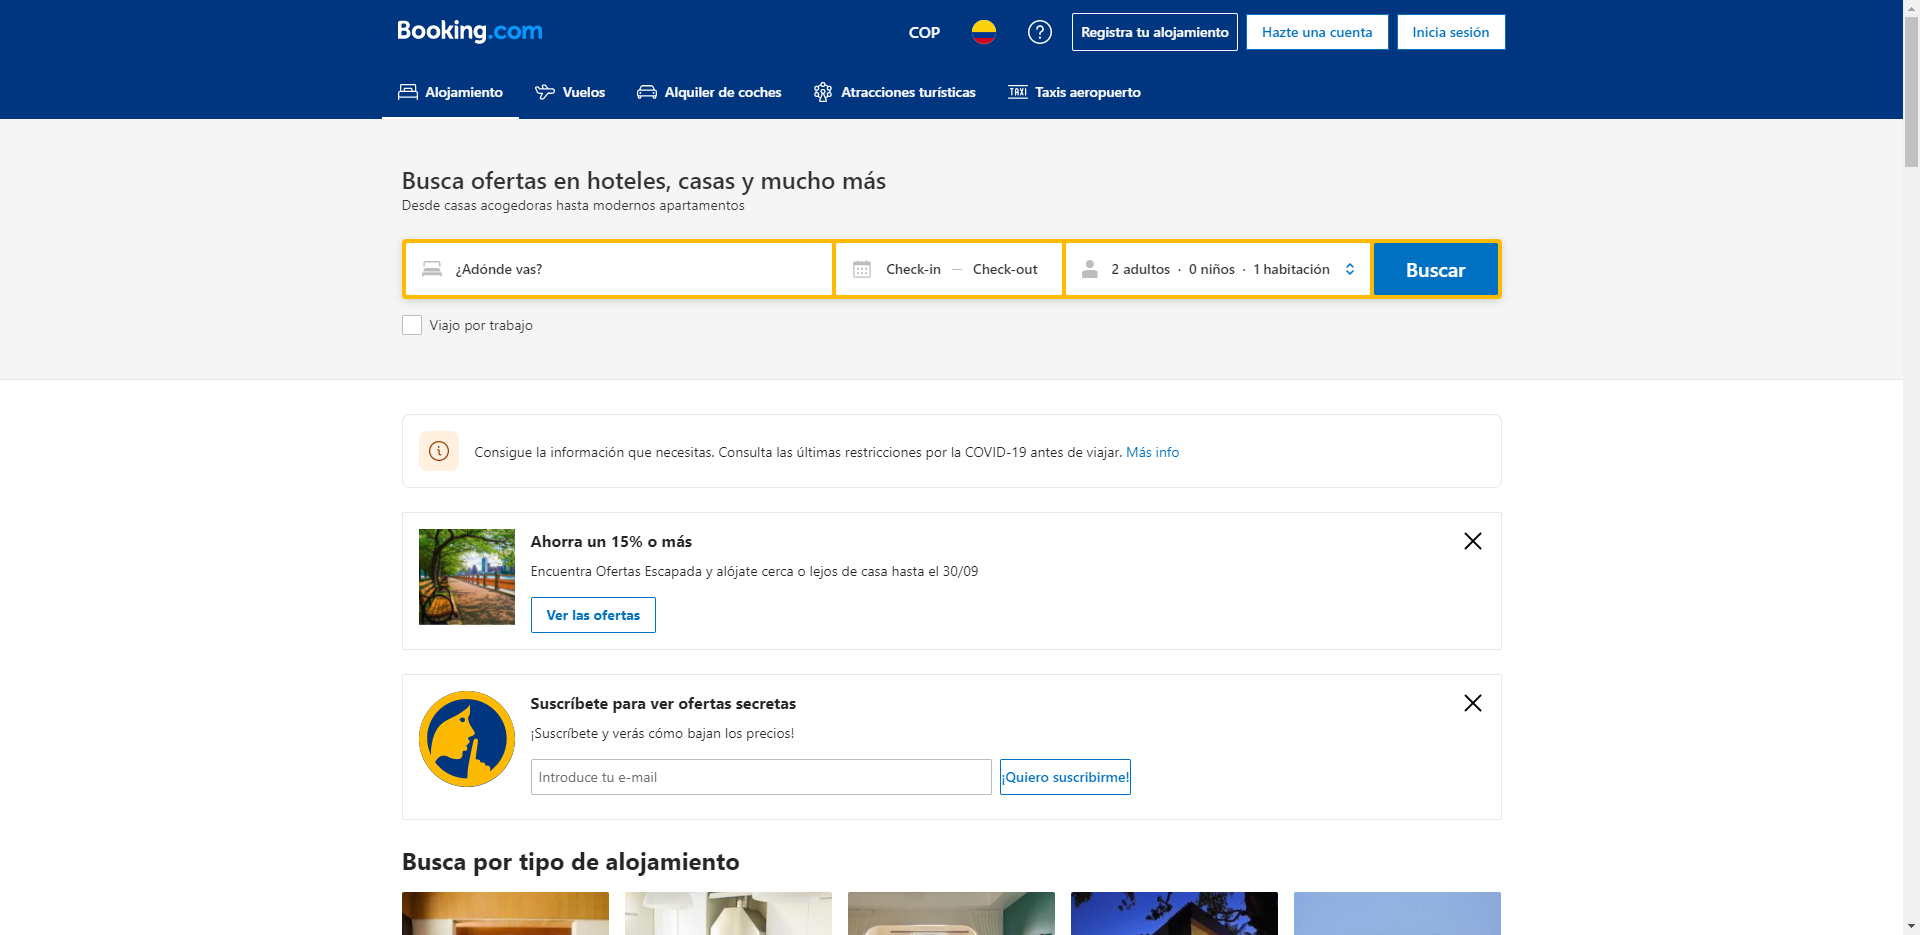 Booking.com
COP
Registra tu alojamiento
Hazte una cuenta
Inicia sesión
Alojamiento
Vuelos
Alquiler de coches
Atracciones turísticas
TAXI
Taxis aeropuerto
Busca ofertas en hoteles, casas y mucho más
Desde casas acogedoras hasta modernos apartamentos
¿Adónde vas?
Check-in — Check-out
2 adultos · 0 niños · 1 habitación
Buscar
Viajo por trabajo
Consigue la información que necesitas. Consulta las últimas restricciones por la COVID-19 antes de viajar. Más info
Ahorra un 15% o más
Encuentra Ofertas Escapada y alójate cerca o lejos de casa hasta el 30/09
Ver las ofertas
Suscríbete para ver ofertas secretas
¡Suscríbete y verás cómo bajan los precios!
Introduce tu e-mail
¡Quiero suscribirme!
Busca por tipo de alojamiento